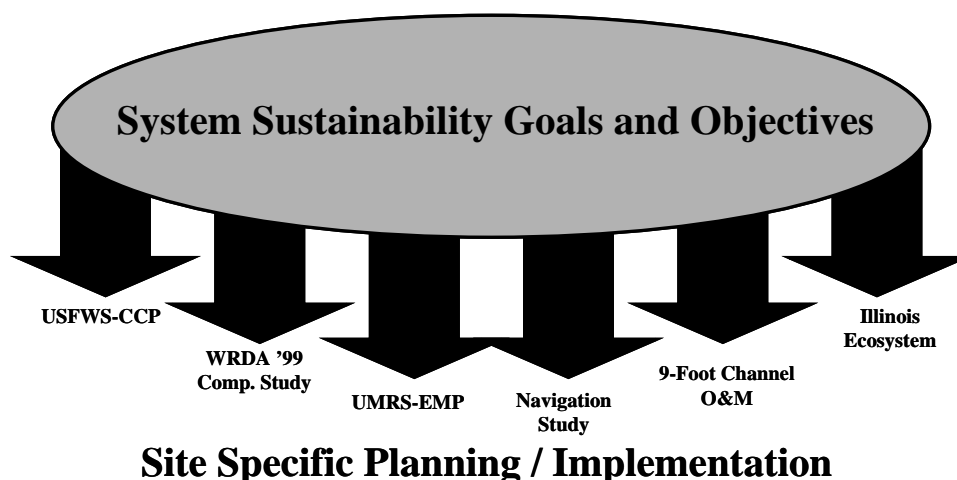 System Sustainability Goals and Objectives
USFWS-CCP
WRDA ’99
Comp. Study
UMRS-EMP
Navigation
Study
9-Foot Channel
O&M
Illinois
Ecosystem
Site Specific Planning / Implementation